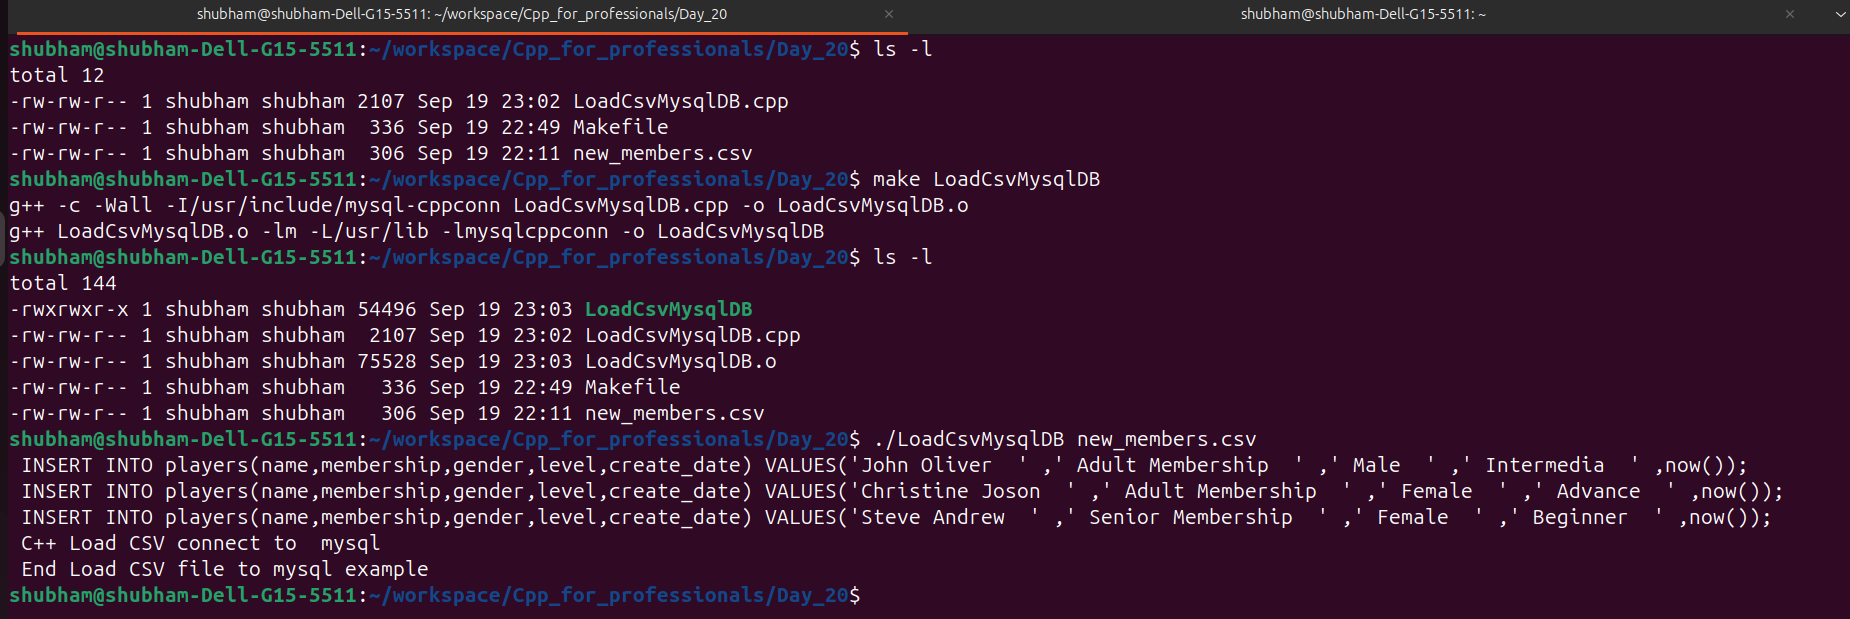 shubham@shubham-Dell-G15-5511: ~/workspace/Cpp_for_professionals/Day_20 × shubham@shubham-Dell-G15-5511: ~ ×
shubham@shubham-Dell-G15-5511:~/workspace/Cpp_for_professionals/Day_20$ ls -l
total 12
-rw-rw-r-- 1 shubham shubham 2107 Sep 19 23:02 LoadCsvMysqlDB.cpp
-rw-rw-r-- 1 shubham shubham  336 Sep 19 22:49 Makefile
-rw-rw-r-- 1 shubham shubham  306 Sep 19 22:11 new_members.csv
shubham@shubham-Dell-G15-5511:~/workspace/Cpp_for_professionals/Day_20$ make LoadCsvMysqlDB
g++ -c -Wall -I/usr/include/mysql-cppconn LoadCsvMysqlDB.cpp -o LoadCsvMysqlDB.o
g++ LoadCsvMysqlDB.o -lm -L/usr/lib -lmysqlcppconn -o LoadCsvMysqlDB
shubham@shubham-Dell-G15-5511:~/workspace/Cpp_for_professionals/Day_20$ ls -l
total 144
-rwxrwxr-x 1 shubham shubham 54496 Sep 19 23:03 LoadCsvMysqlDB
-rw-rw-r-- 1 shubham shubham  2107 Sep 19 23:02 LoadCsvMysqlDB.cpp
-rw-rw-r-- 1 shubham shubham 75528 Sep 19 23:03 LoadCsvMysqlDB.o
-rw-rw-r-- 1 shubham shubham   336 Sep 19 22:49 Makefile
-rw-rw-r-- 1 shubham shubham   306 Sep 19 22:11 new_members.csv
shubham@shubham-Dell-G15-5511:~/workspace/Cpp_for_professionals/Day_20$ ./LoadCsvMysqlDB new_members.csv
 INSERT INTO players(name,membership,gender,level,create_date) VALUES('John Oliver  ' ,' Adult Membership  ' ,' Male  ' ,' Intermedia  ' ,now());
 INSERT INTO players(name,membership,gender,level,create_date) VALUES('Christine Joson  ' ,' Adult Membership  ' ,' Female  ' ,' Advance  ' ,now());
 INSERT INTO players(name,membership,gender,level,create_date) VALUES('Steve Andrew  ' ,' Senior Membership  ' ,' Female  ' ,' Beginner  ' ,now());
 C++ Load CSV connect to  mysql
 End Load CSV file to mysql example
shubham@shubham-Dell-G15-5511:~/workspace/Cpp_for_professionals/Day_20$